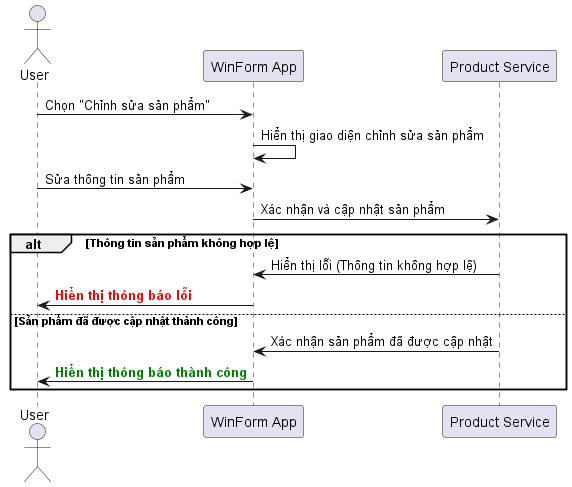 User
WinForm App
Product Service
Chọn "Chỉnh sửa sản phẩm"
Hiển thị giao diện chỉnh sửa sản phẩm
Sửa thông tin sản phẩm
Xác nhận và cập nhật sản phẩm
alt
[Thông tin sản phẩm không hợp lệ]
Hiển thị lỗi (Thông tin không hợp lệ)
Hiển thị thông báo lỗi
[Sản phẩm đã được cập nhật thành công]
Xác nhận sản phẩm đã được cập nhật
Hiển thị thông báo thành công
User
WinForm App
Product Service